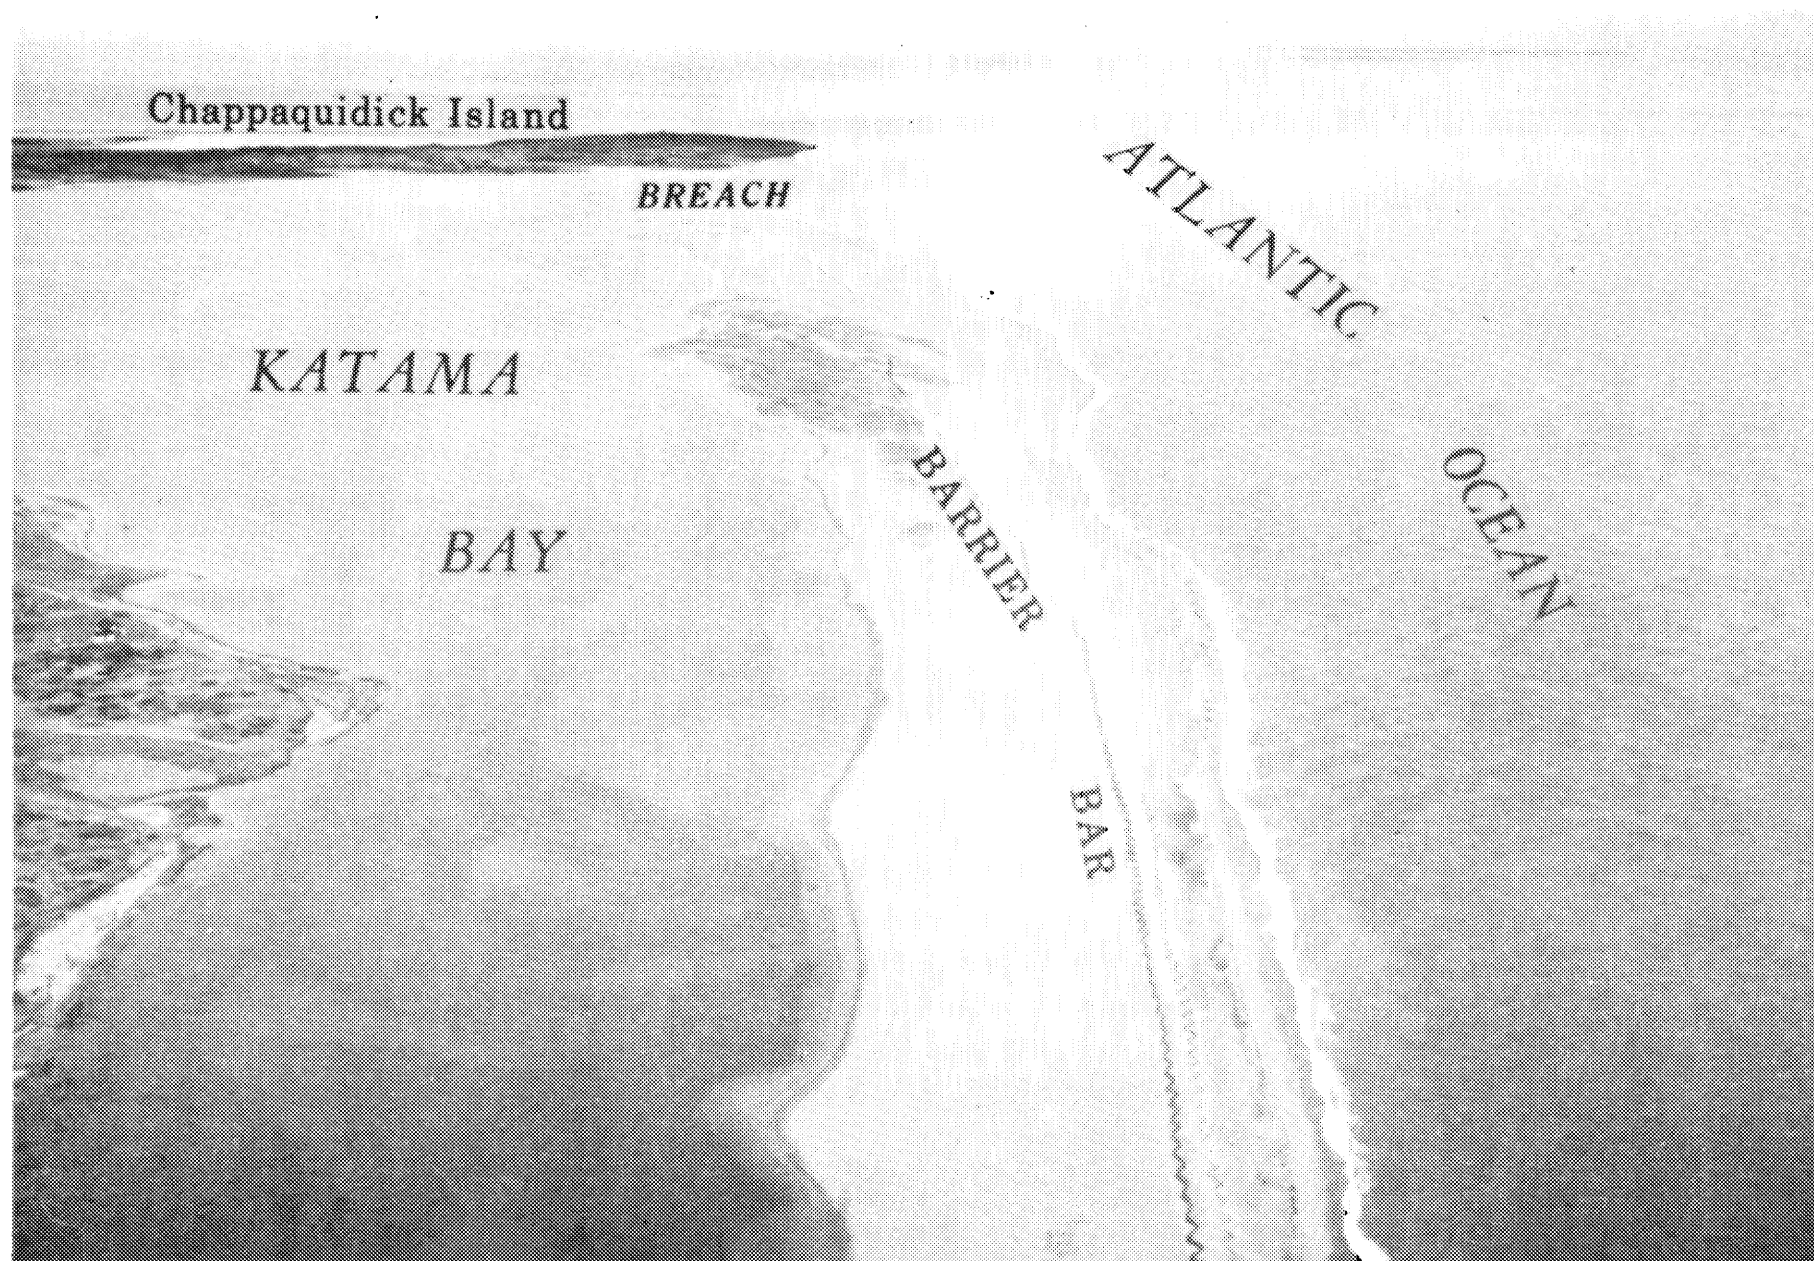 Chappaquidick Island
BREACH
ATLANTIC
OCEAN
KATAMA
BAY
BARRIER
BAR